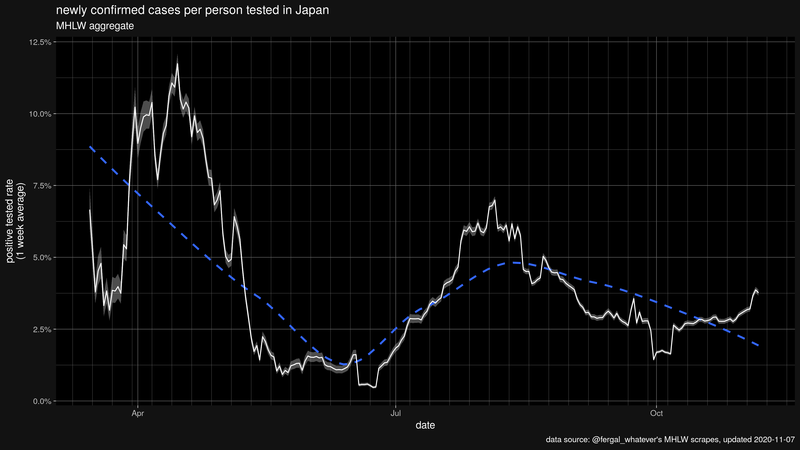 newly confirmed cases per person tested in Japan
MHLW aggregate
12.5%
10.0%
7.5%
5.0%
2.5%
0.0%
positive tested rate
(1 week average)
Apr
Jul
Oct
date
data source: @fergal_whatever's MHLW scrapes, updated 2020-11-07